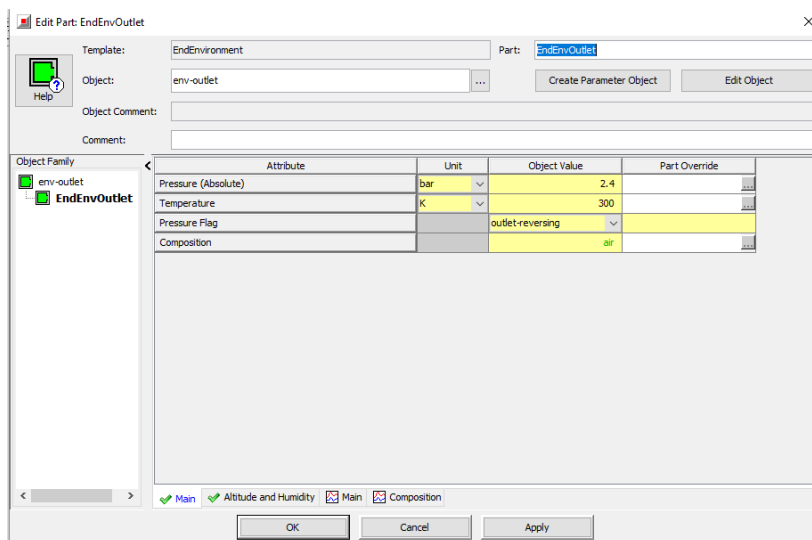 Edit Part: EndEnvOutlet
Template: EndEnvironment Part: EndEnvOutlet
Help
Object: env-outlet ... Create Parameter Object Edit Object
Object Comment:
Comment:
Object Family
env-outlet
EndEnvOutlet
Attribute Unit Object Value Part Override
Pressure (Absolute) bar 2.4 ...
Temperature K 300 ...
Pressure Flag outlet-reversing
Composition air ...
Main Altitude and Humidity Main Composition
OK Cancel Apply